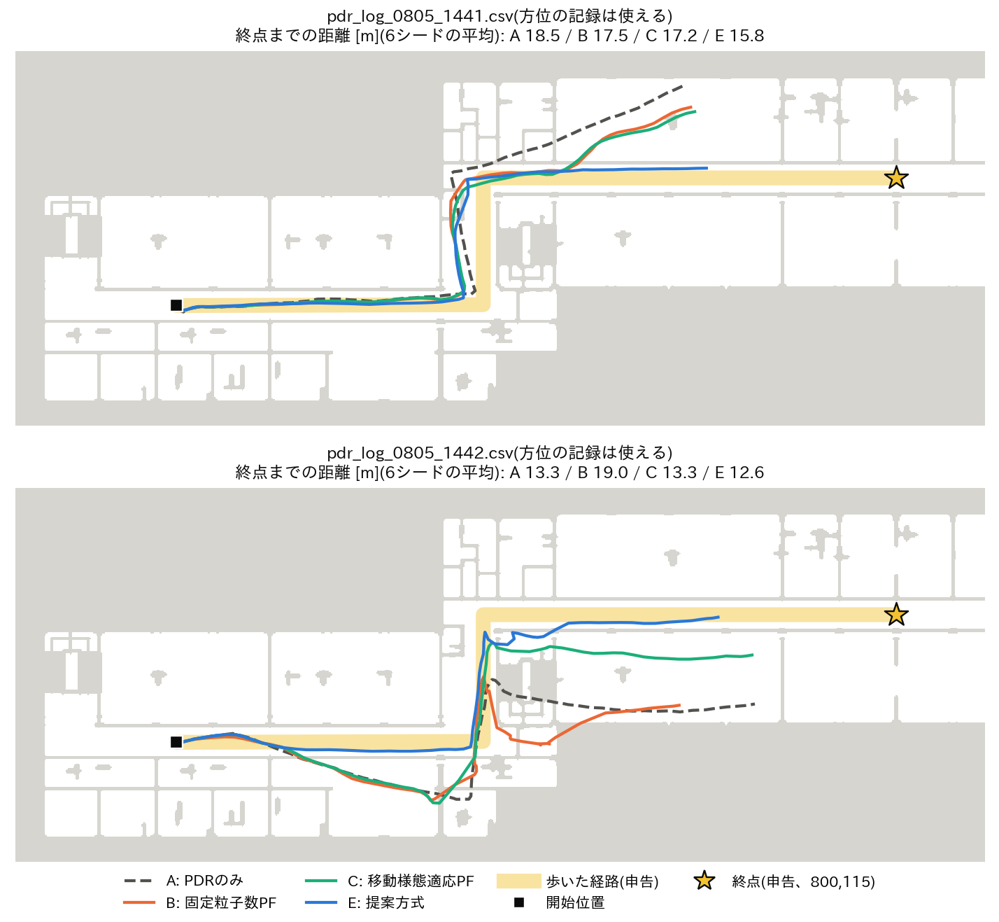 pdr_log_0805_1441.csv(方位の記録は使える)
終点までの距離 [m](6シードの平均): A 18.5 / B 17.5 / C 17.2 / E 15.8
pdr_log_0805_1442.csv(方位の記録は使える)
終点までの距離 [m](6シードの平均): A 13.3 / B 19.0 / C 13.3 / E 12.6
A: PDRのみ
B: 固定粒子数PF
C: 移動様態適応PF
E: 提案方式
歩いた経路(申告)
開始位置
終点(申告、800,115)